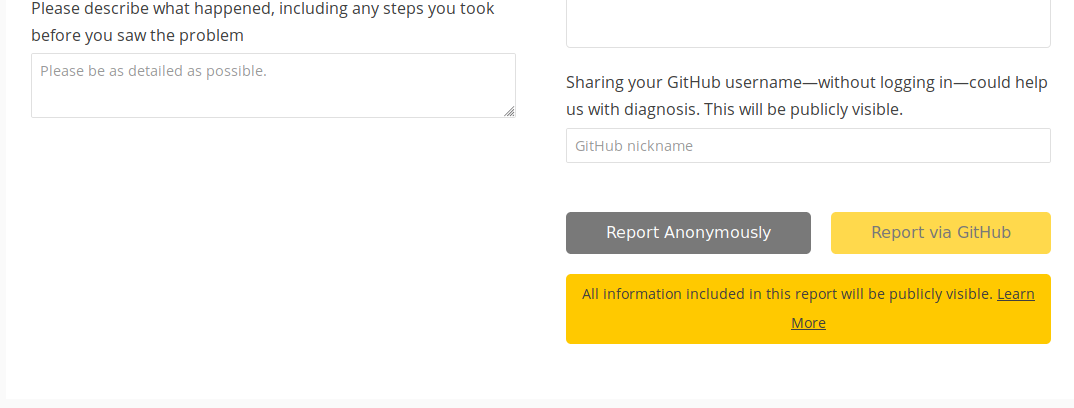 Please describe what happened, including any steps you took
before you saw the problem
Please be as detailed as possible.
Sharing your GitHub username—without logging in—could help
us with diagnosis. This will be publicly visible.
GitHub nickname
Report Anonymously
Report via GitHub
All information included in this report will be publicly visible. Learn
More